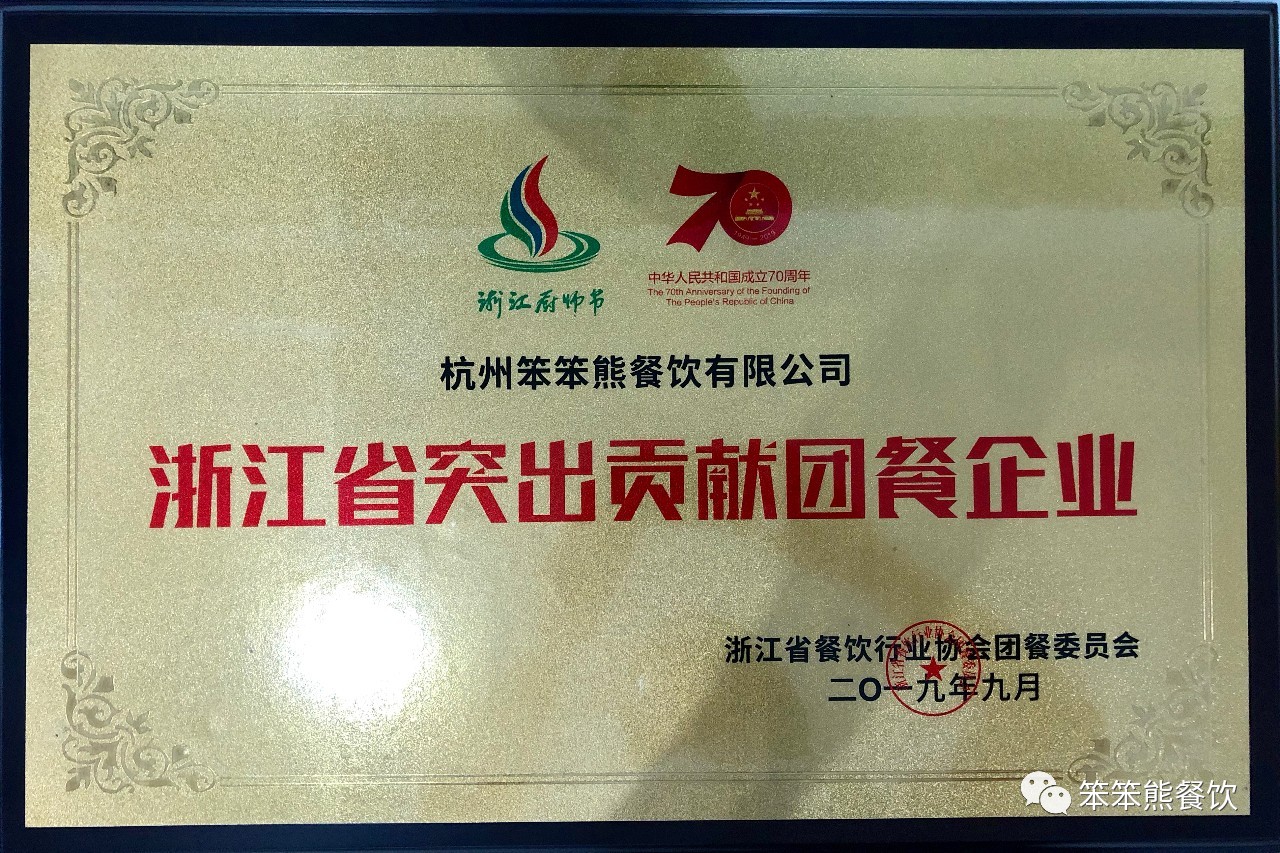 浙江厨师节
70
1949—2019
中华人民共和国成立70周年
The 70th Anniversary of the Founding of
The People's Republic of China
杭州笨笨熊餐饮有限公司
浙江省突出贡献团餐企业
浙江省餐饮行业协会团餐委员会
二〇一九年九月
笨笨熊餐饮